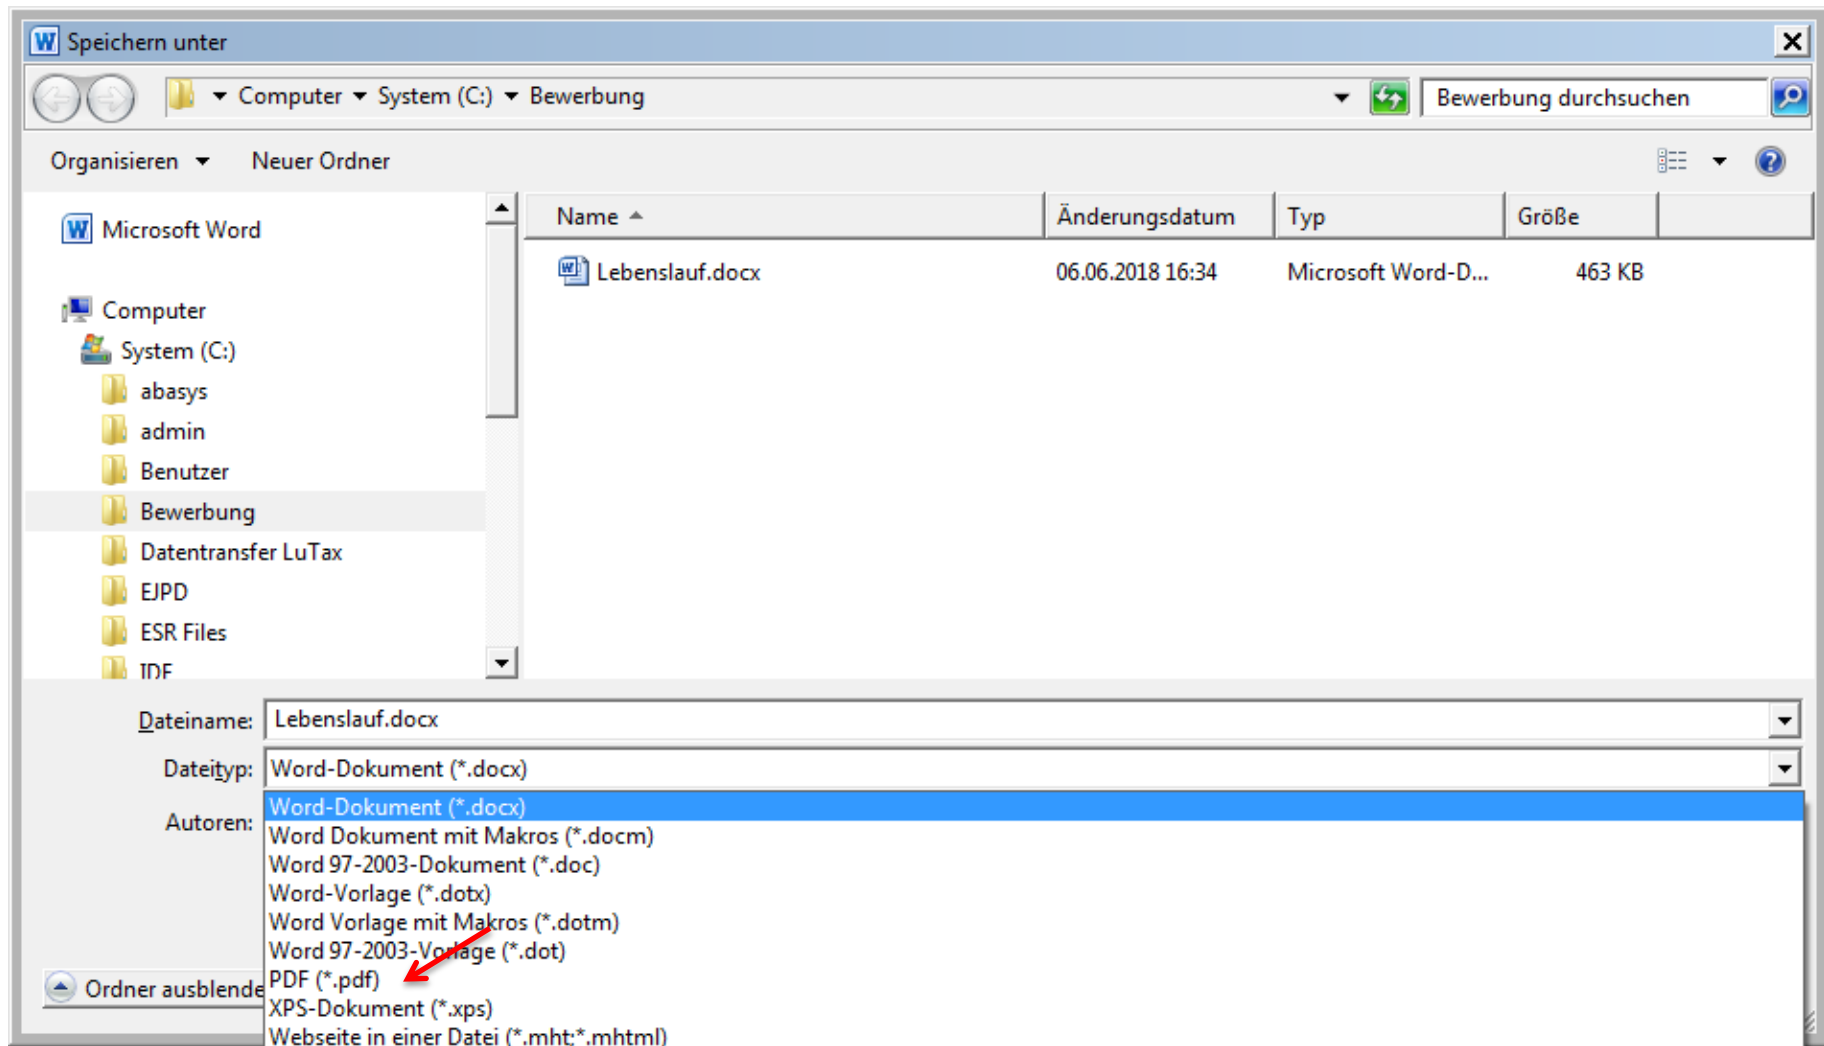 Speichern unter
Computer System (C:) Bewerbung
Bewerbung durchsuchen
Organisieren Neuer Ordner
Microsoft Word
Computer
System (C:)
abasys
admin
Benutzer
Bewerbung
Datentransfer LuTax
EJPD
ESR Files
IDF
Name Änderungsdatum Typ Größe
Lebenslauf.docx 06.06.2018 16:34 Microsoft Word-D... 463 KB
Dateiname: Lebenslauf.docx
Dateityp: Word-Dokument (*.docx)
Autoren:
Word-Dokument (*.docx)
Word Dokument mit Makros (*.docm)
Word 97-2003-Dokument (*.doc)
Word-Vorlage (*.dotx)
Word Vorlage mit Makros (*.dotm)
Word 97-2003-Vorlage (*.dot)
PDF (*.pdf)
XPS-Dokument (*.xps)
Webseite in einer Datei (*.mht;*.mhtml)
Ordner ausblende